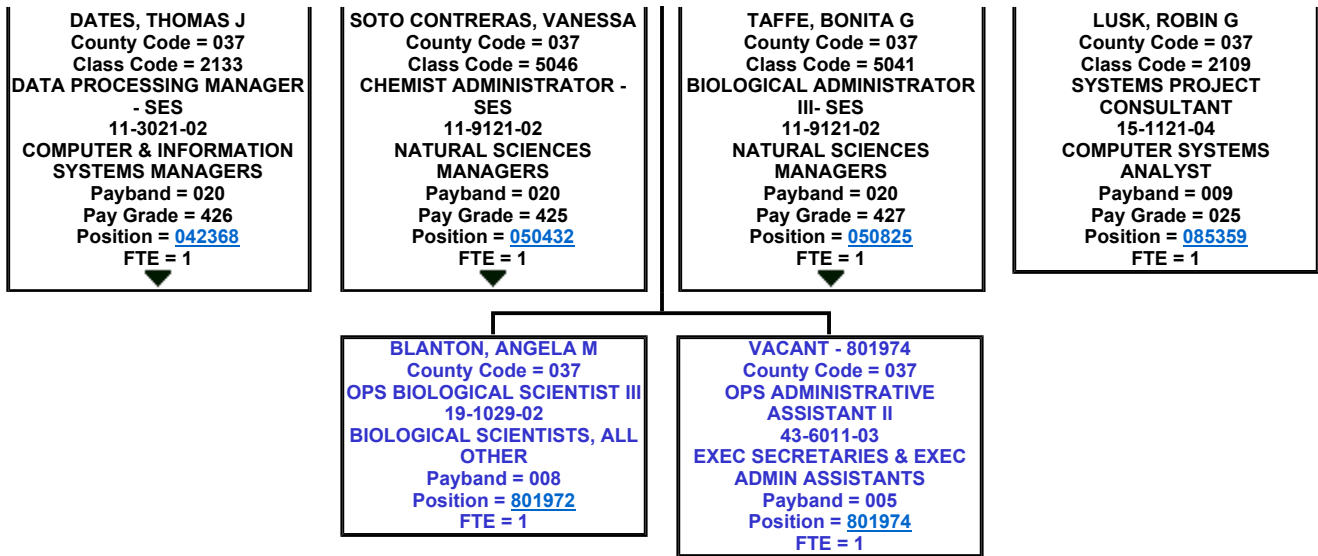 DATES, THOMAS J
County Code = 037
Class Code = 2133
DATA PROCESSING MANAGER
- SES
11-3021-02
COMPUTER & INFORMATION
SYSTEMS MANAGERS
Payband = 020
Pay Grade = 426
Position = 042368
FTE = 1
SOTO CONTRERAS, VANESSA
County Code = 037
Class Code = 5046
CHEMIST ADMINISTRATOR -
SES
11-9121-02
NATURAL SCIENCES
MANAGERS
Payband = 020
Pay Grade = 425
Position = 050432
FTE = 1
TAFFE, BONITA G
County Code = 037
Class Code = 5041
BIOLOGICAL ADMINISTRATOR
III- SES
11-9121-02
NATURAL SCIENCES
MANAGERS
Payband = 020
Pay Grade = 427
Position = 050825
FTE = 1
LUSK, ROBIN G
County Code = 037
Class Code = 2109
SYSTEMS PROJECT
CONSULTANT
15-1121-04
COMPUTER SYSTEMS
ANALYST
Payband = 009
Pay Grade = 025
Position = 085359
FTE = 1
BLANTON, ANGELA M
County Code = 037
OPS BIOLOGICAL SCIENTIST III
19-1029-02
BIOLOGICAL SCIENTISTS, ALL
OTHER
Payband = 008
Position = 801972
FTE = 1
VACANT - 801974
County Code = 037
OPS ADMINISTRATIVE
ASSISTANT II
43-6011-03
EXEC SECRETARIES & EXEC
ADMIN ASSISTANTS
Payband = 005
Position = 801974
FTE = 1